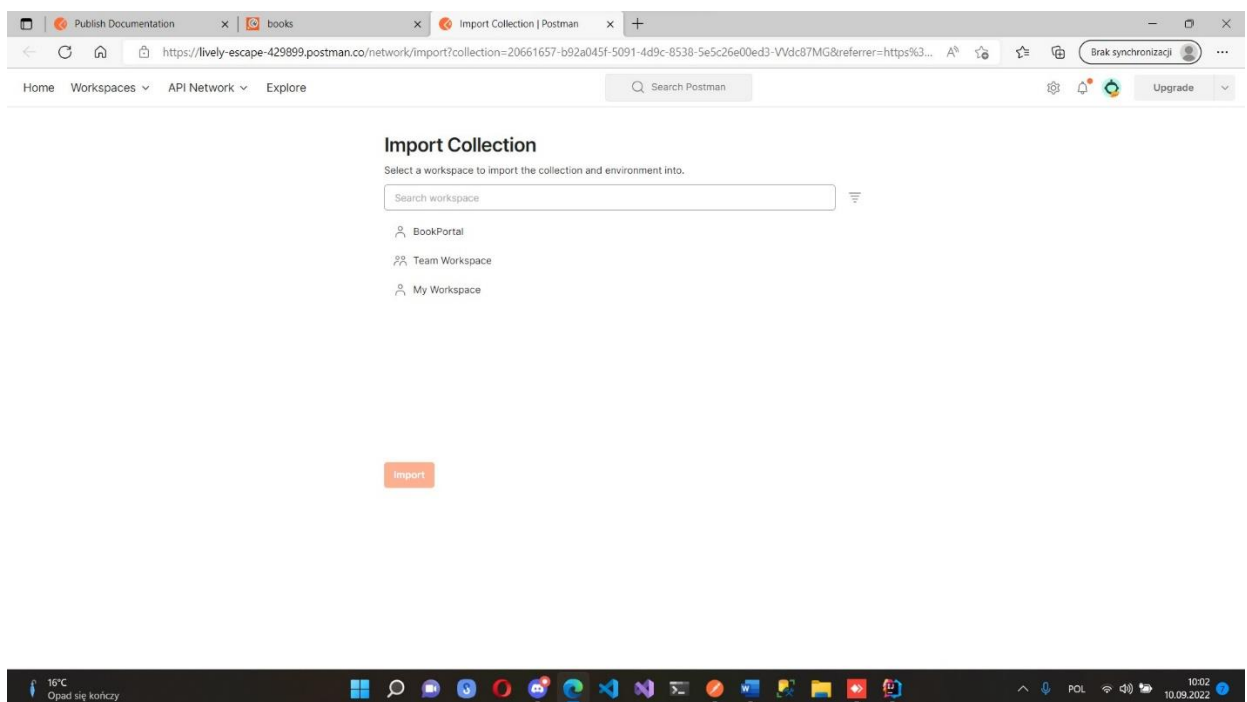 Publish Documentation
books
Import Collection | Postman
https://lively-escape-429899.postman.co/network/import?collection=20661657-b92a045f-5091-4d9c-8538-5e5c26e00ed3-VVdc87MG&referrer=https%3...
Brak synchronizacji
Home Workspaces API Network Explore
Search Postman
Upgrade
Import Collection
Select a workspace to import the collection and environment into.
Search workspace
BookPortal
Team Workspace
My Workspace
Import
16°C
Opad się kończy
POL
10:02
10.09.2022
7